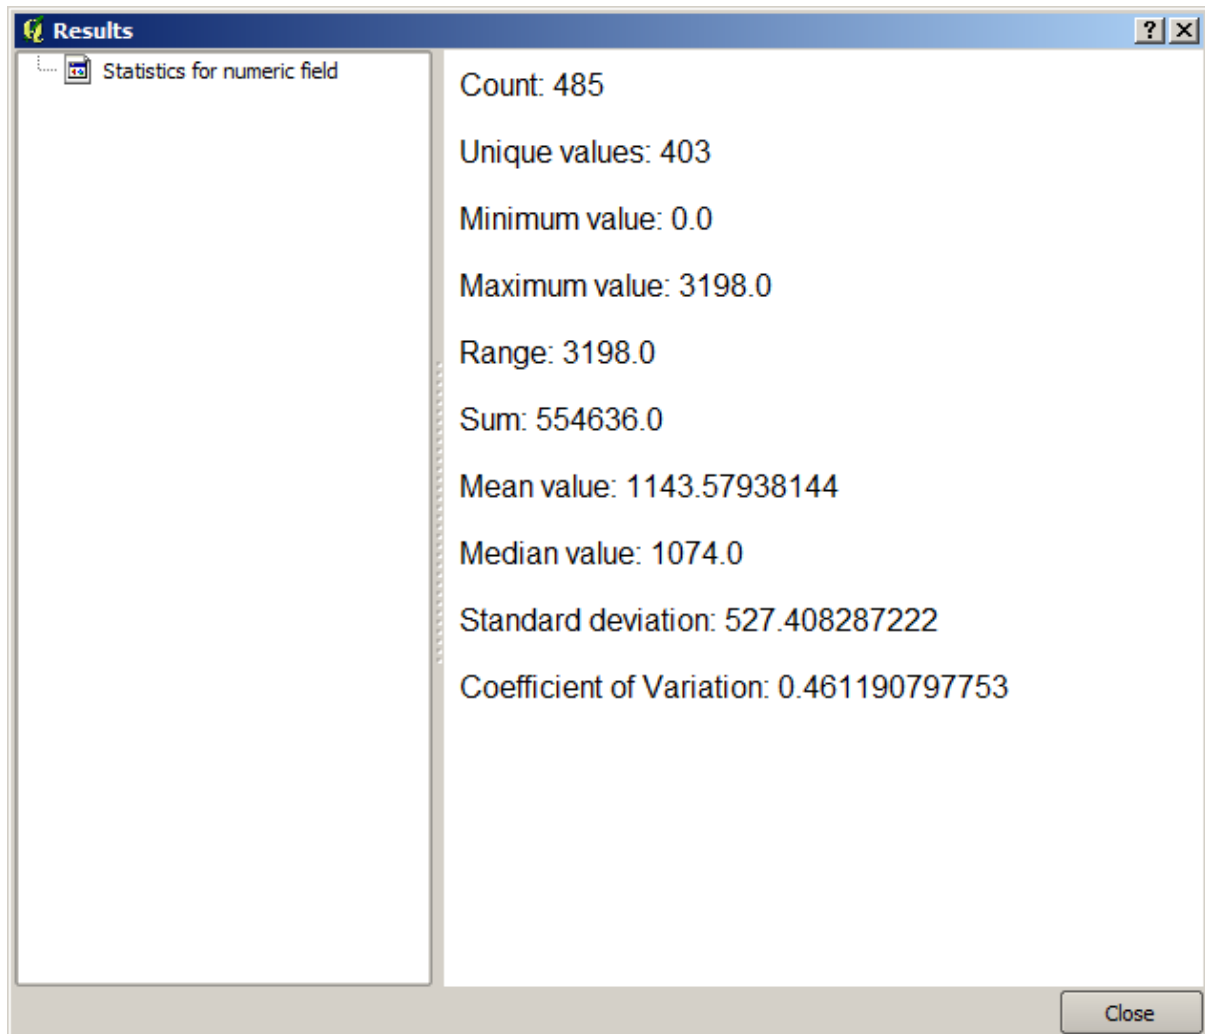 Results
Statistics for numeric field
Count: 485
Unique values: 403
Minimum value: 0.0
Maximum value: 3198.0
Range: 3198.0
Sum: 554636.0
Mean value: 1143.57938144
Median value: 1074.0
Standard deviation: 527.408287222
Coefficient of Variation: 0.461190797753
Close